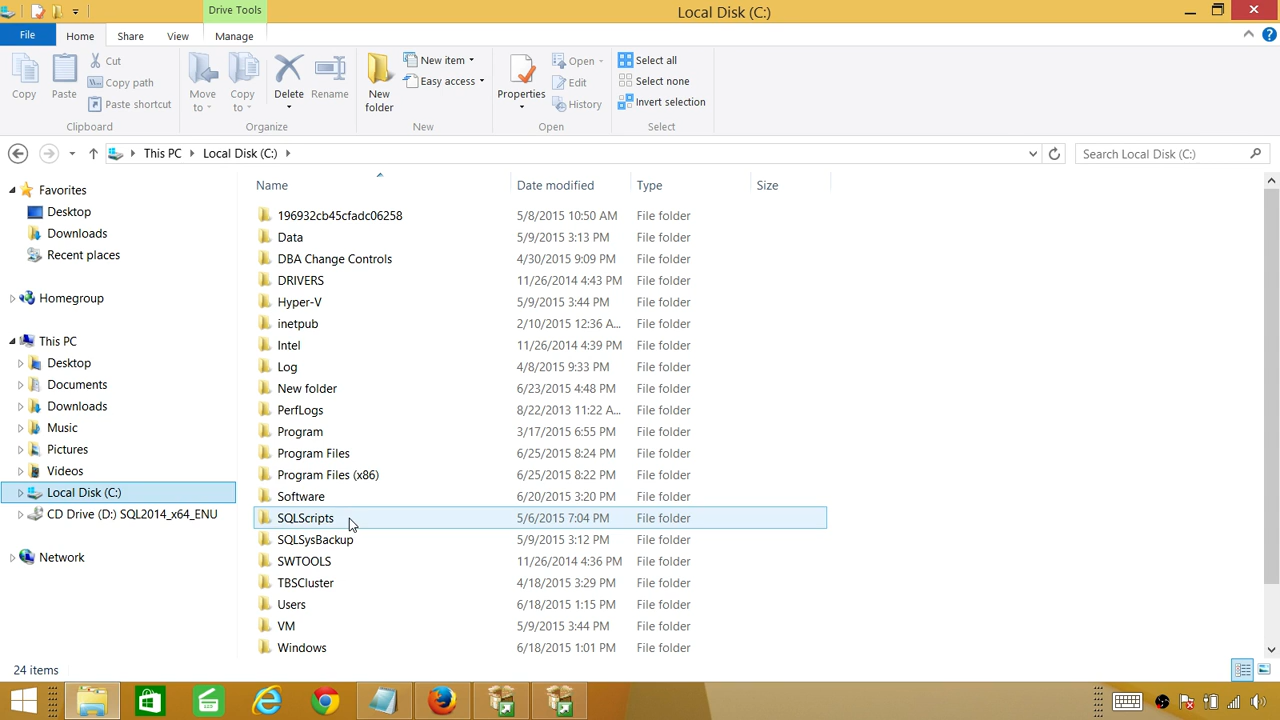 Drive Tools
Local Disk (C:)
File
Home
Share
View
Manage
Copy
Paste
Cut
Copy path
Paste shortcut
Clipboard
Move to
Copy to
Delete
Rename
Organize
New folder
New item
Easy access
New
Properties
Open
Edit
History
Open
Select all
Select none
Invert selection
Select
This PC
Local Disk (C:)
Search Local Disk (C:)
Favorites
Desktop
Downloads
Recent places
Homegroup
This PC
Desktop
Documents
Downloads
Music
Pictures
Videos
Local Disk (C:)
CD Drive (D:) SQL2014_x64_ENU
Network
Name Date modified Type Size
196932cb45cfadc06258 5/8/2015 10:50 AM File folder
Data 5/9/2015 3:13 PM File folder
DBA Change Controls 4/30/2015 9:09 PM File folder
DRIVERS 11/26/2014 4:43 PM File folder
Hyper-V 5/9/2015 3:44 PM File folder
inetpub 2/10/2015 12:36 A... File folder
Intel 11/26/2014 4:39 PM File folder
Log 4/8/2015 9:33 PM File folder
New folder 6/23/2015 4:48 PM File folder
PerfLogs 8/22/2013 11:22 A... File folder
Program 3/17/2015 6:55 PM File folder
Program Files 6/25/2015 8:24 PM File folder
Program Files (x86) 6/25/2015 8:22 PM File folder
Software 6/20/2015 3:20 PM File folder
SQLScripts 5/6/2015 7:04 PM File folder
SQLSysBackup 5/9/2015 3:12 PM File folder
SWTOOLS 11/26/2014 4:36 PM File folder
TBSCluster 4/18/2015 3:29 PM File folder
Users 6/18/2015 1:15 PM File folder
VM 5/9/2015 3:44 PM File folder
Windows 6/18/2015 1:01 PM File folder
24 items